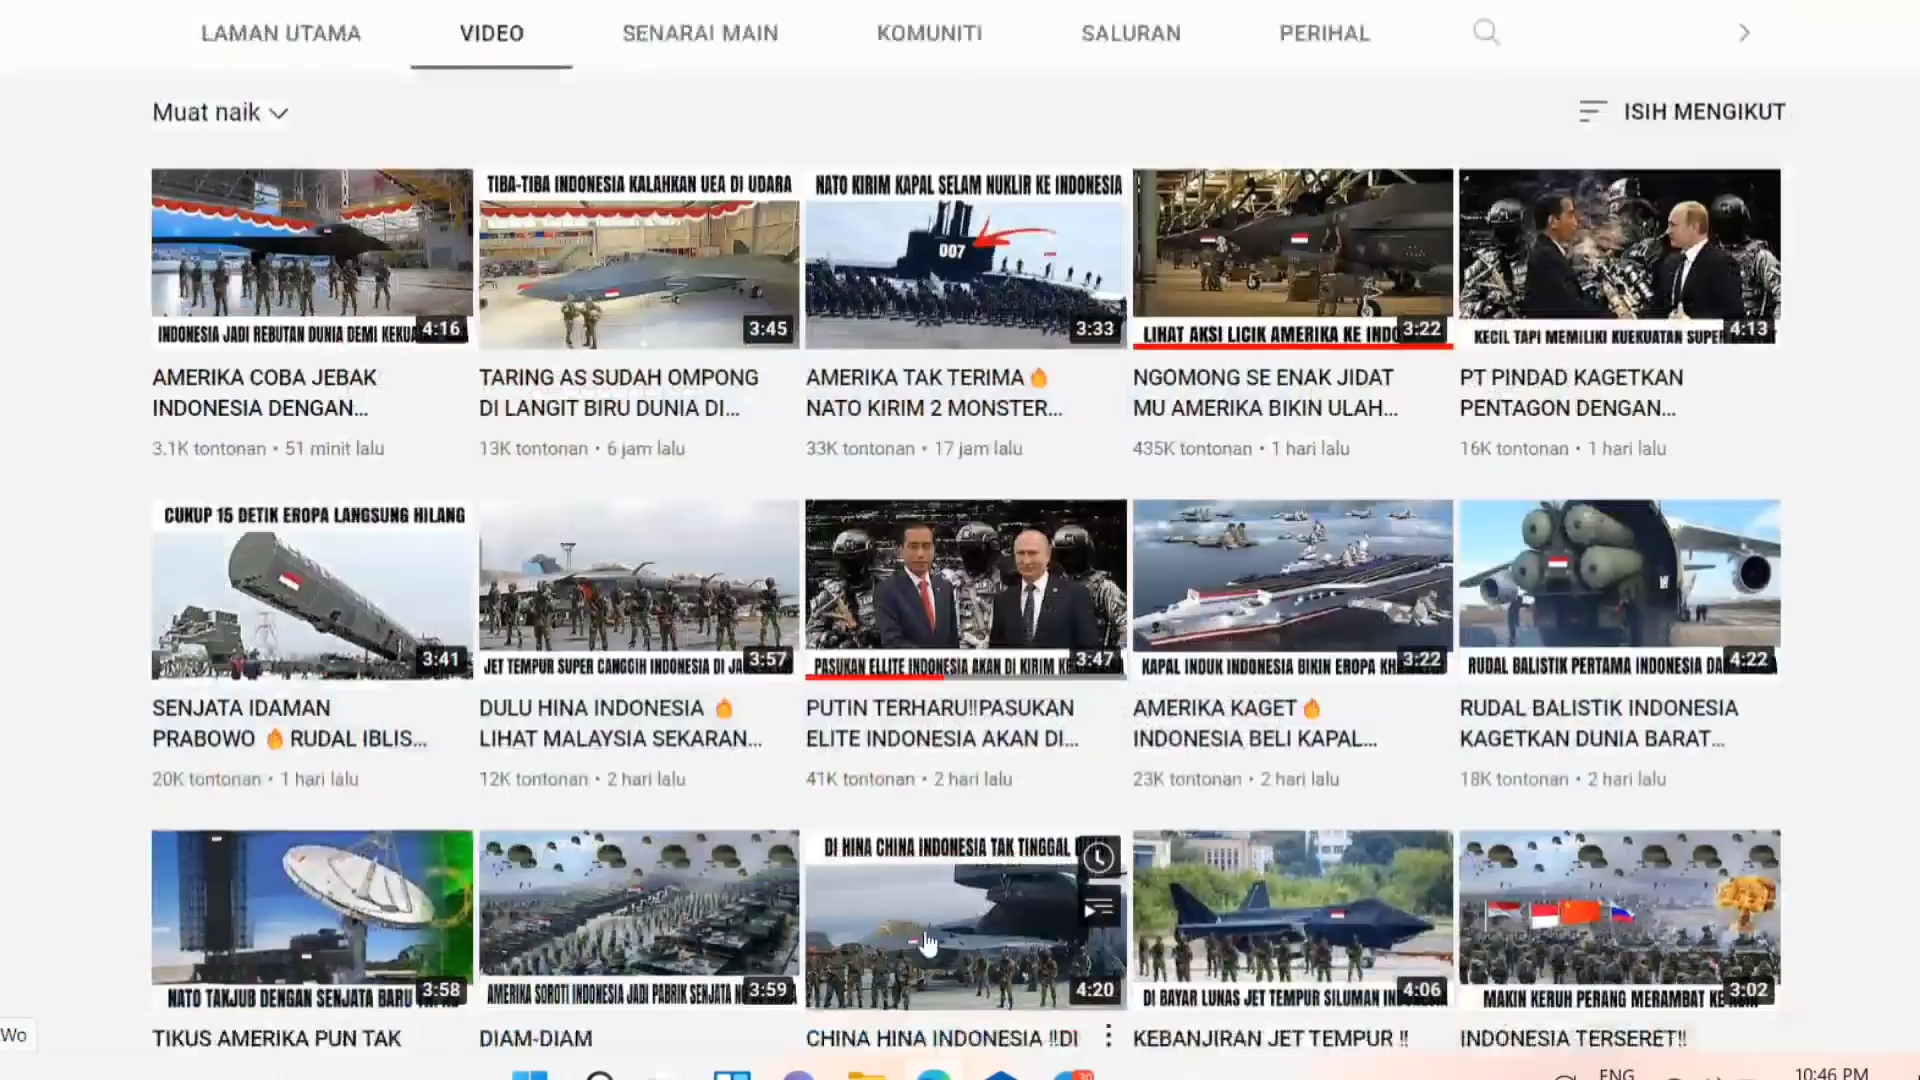 LAMAN UTAMA
VIDEO
SENARAI MAIN
KOMUNITI
SALURAN
PERIHAL
Muat naik
ISIH MENGIKUT
INDONESIA JADI REBUTAN DUNIA DEMI
4:16
TIBA-TIBA INDONESIA KALAHKAN UEA DI UDARA
3:45
NATO KIRIM KAPAL SELAM NUKLIR KE INDONESIA
007
3:33
LIHAT AKSI LICIK AMERIKA KE
3:22
KECIL TAPI MEMILIKI KUEKUATAN SUPER
4:13
AMERIKA COBA JEBAK
INDONESIA DENGAN...
3.1K tontonan • 51 minit lalu
TARING AS SUDAH OMPONG
DI LANGIT BIRU DUNIA DI...
13K tontonan • 6 jam lalu
AMERIKA TAK TERIMA🔥
NATO KIRIM 2 MONSTER...
33K tontonan • 17 jam lalu
NGOMONG SE ENAK JIDAT
MU AMERIKA BIKIN ULAH...
435K tontonan • 1 hari lalu
PT PINDAD KAGETKAN
PENTAGON DENGAN...
16K tontonan • 1 hari lalu
CUKUP 15 DETIK EROPA LANGSUNG HILANG
3:41
JET TEMPUR SUPER CANGGIH INDONESIA DI
3:57
PASUKAN ELLITE INDONESIA AKAN DI KIRIM
3:47
KAPAL INDUK INDONESIA BIKIN EROPA
3:22
RUDAL BALISTIK PERTAMA INDONESIA
4:22
SENJATA IDAMAN
PRABOWO 🔥 RUDAL IBLIS...
20K tontonan • 1 hari lalu
DULU HINA INDONESIA 🔥
LIHAT MALAYSIA SEKARAN...
12K tontonan • 2 hari lalu
PUTIN TERHARU‼PASUKAN
ELITE INDONESIA AKAN DI...
41K tontonan • 2 hari lalu
AMERIKA KAGET🔥
INDONESIA BELI KAPAL...
23K tontonan • 2 hari lalu
RUDAL BALISTIK INDONESIA
KAGETKAN DUNIA BARAT...
18K tontonan • 2 hari lalu
NATO TAKJUB DENGAN SENJATA BARU
3:58
AMERIKA SOROTI INDONESIA JADI PABRIK SENJATA
3:59
DI HINA CHINA INDONESIA TAK TINGGAL
4:20
DI BAYAR LUNAS JET TEMPUR SILUMAN
4:06
MAKIN KERUH PERANG MERAMBAT KE
3:02
TIKUS AMERIKA PUN TAK
DIAM-DIAM
CHINA HINA INDONESIA ‼DI
KEBANJIRAN JET TEMPUR ‼
INDONESIA TERSERET‼
Wo
30
ENG
10:46 PM